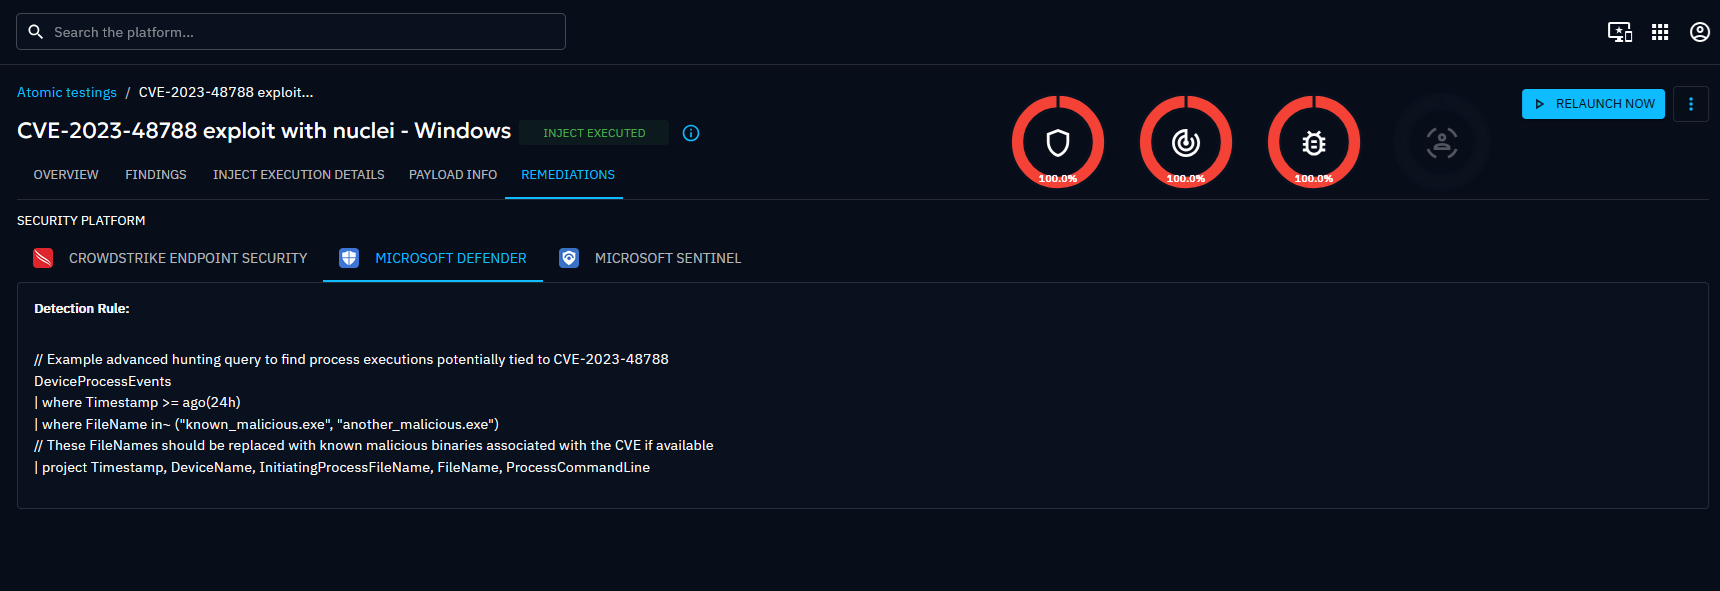 Search the platform...
Atomic testings / CVE-2023-48788 exploit...
RELAUNCH NOW
CVE-2023-48788 exploit with nuclei - Windows INJECT EXECUTED
100.0% 100.0% 100.0%
OVERVIEW FINDINGS INJECT EXECUTION DETAILS PAYLOAD INFO REMEDIATIONS
SECURITY PLATFORM
CROWDSTRIKE ENDPOINT SECURITY MICROSOFT DEFENDER MICROSOFT SENTINEL
Detection Rule:
// Example advanced hunting query to find process executions potentially tied to CVE-2023-48788
DeviceProcessEvents
| where Timestamp >= ago(24h)
| where FileName in~ ("known_malicious.exe", "another_malicious.exe")
// These FileNames should be replaced with known malicious binaries associated with the CVE if available
| project Timestamp, DeviceName, InitiatingProcessFileName, FileName, ProcessCommandLine